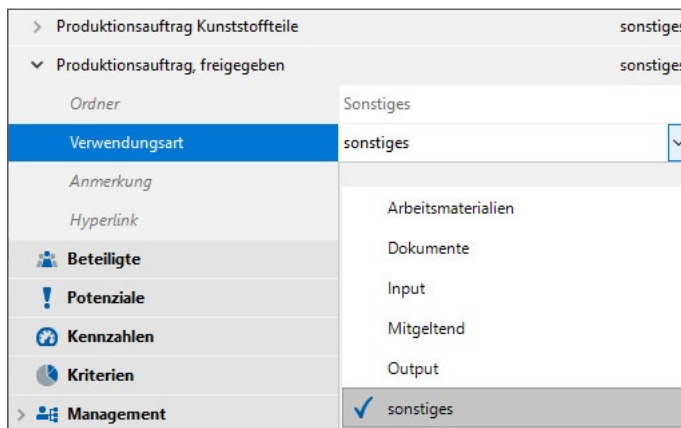 Produktionsauftrag Kunststoffteile sonstiges
Produktionsauftrag, freigegeben sonstiges
Ordner Sonstiges
Verwendungsart sonstiges
Anmerkung
Hyperlink
Arbeitsmaterialien
Beteiligte
Dokumente
Potenziale
Input
Kennzahlen
Mitgeltend
Kriterien
Output
Management
sonstiges